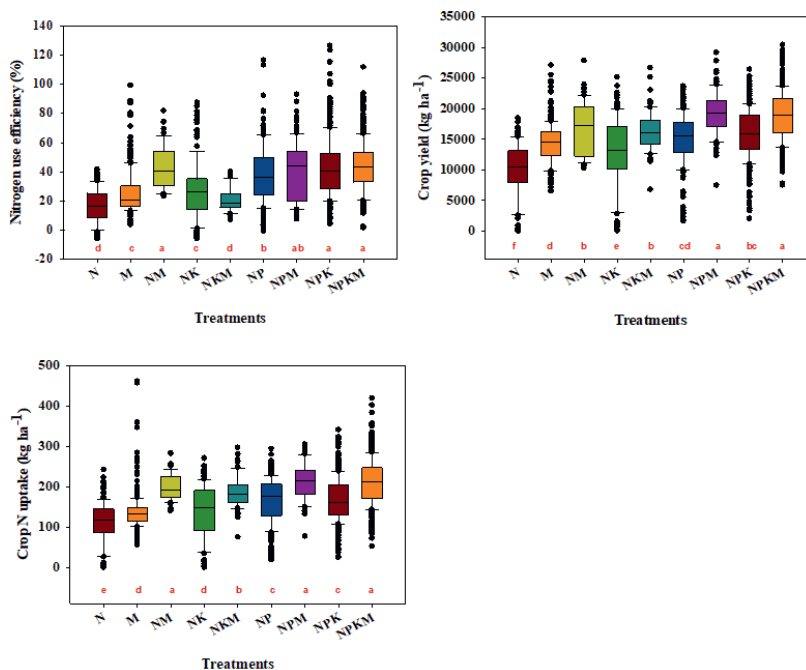 Nitrogen use efficiency (%)
140
120
100
80
60
40
20
0
-20
d c a c d b ab a a
N M NM NK NKM NP NPM NPK NPKM
Treatments
Crop yield (kg ha⁻¹)
35000
30000
25000
20000
15000
10000
5000
0
f d b e b cd a bc a
N M NM NK NKM NP NPM NPK NPKM
Treatments
Crop N uptake (kg ha⁻¹)
500
400
300
200
100
0
e d a d b c a c a
N M NM NK NKM NP NPM NPK NPKM
Treatments